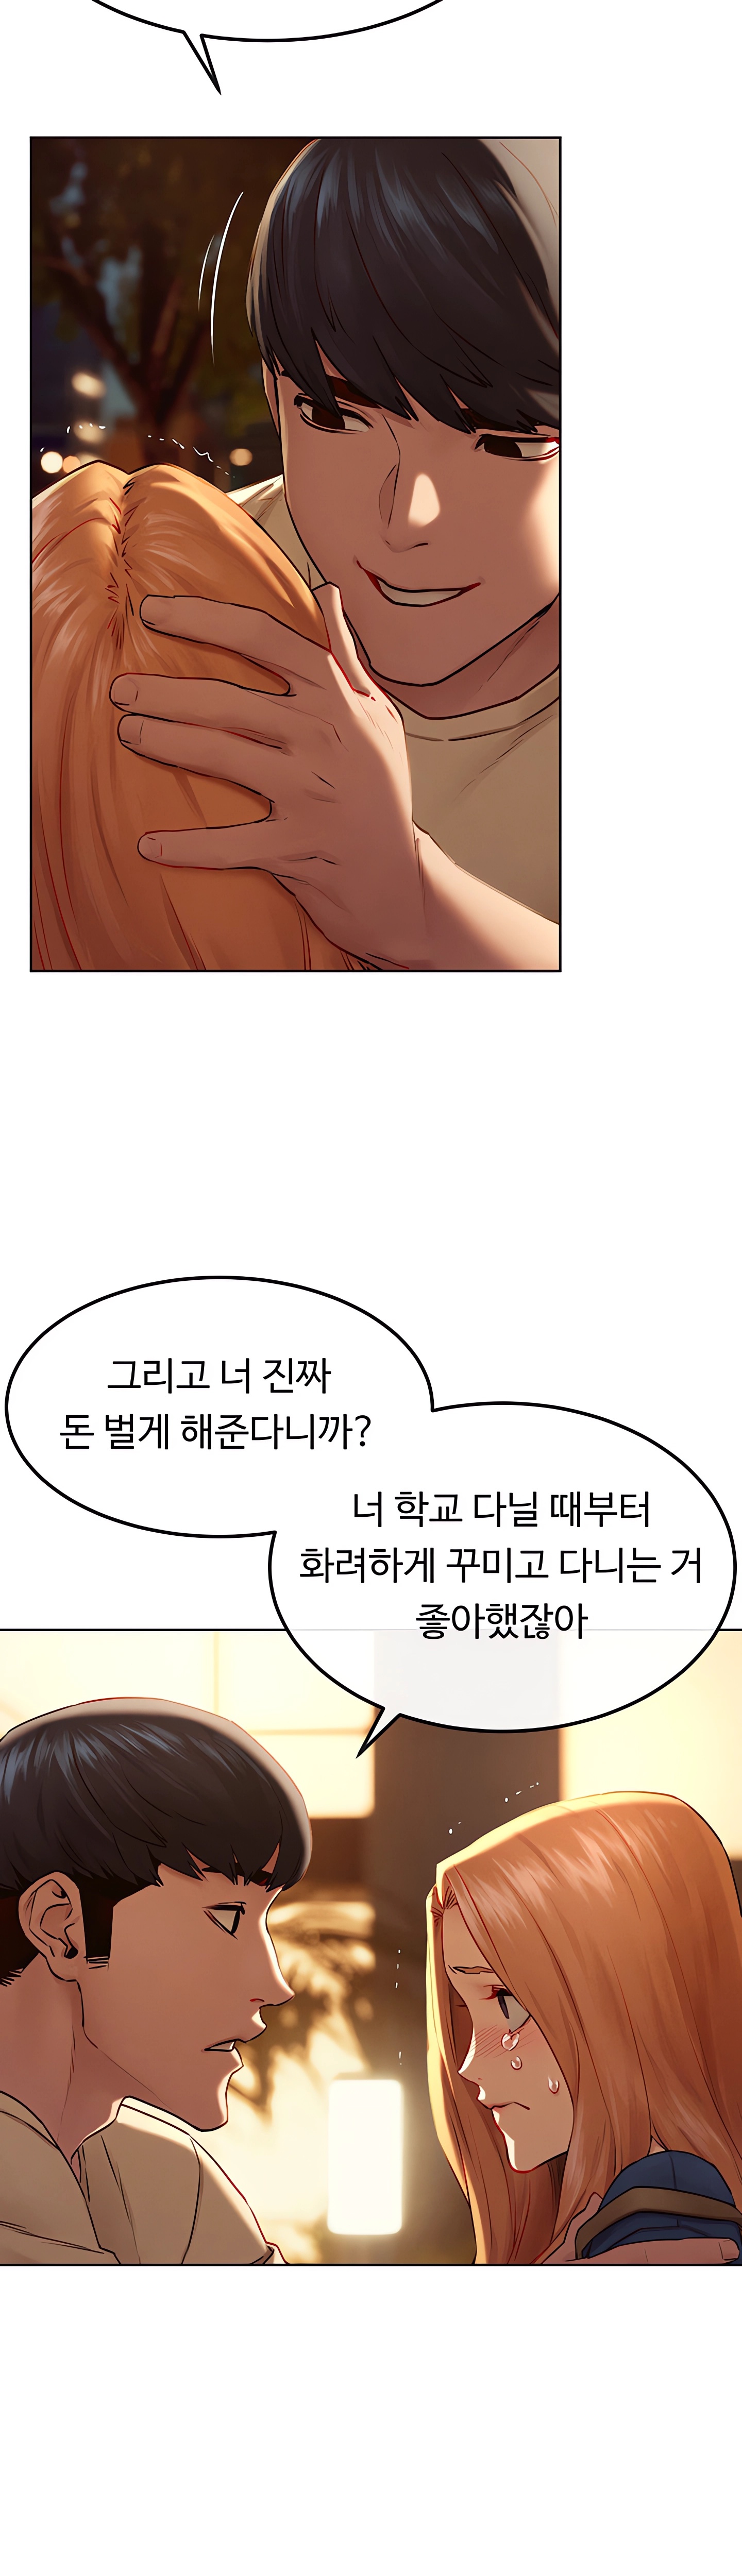 그리고 너 진짜
돈 벌게 해준다니까?
너 학교 다닐 때부터
화려하게 꾸미고 다니는 거
좋아했잖아